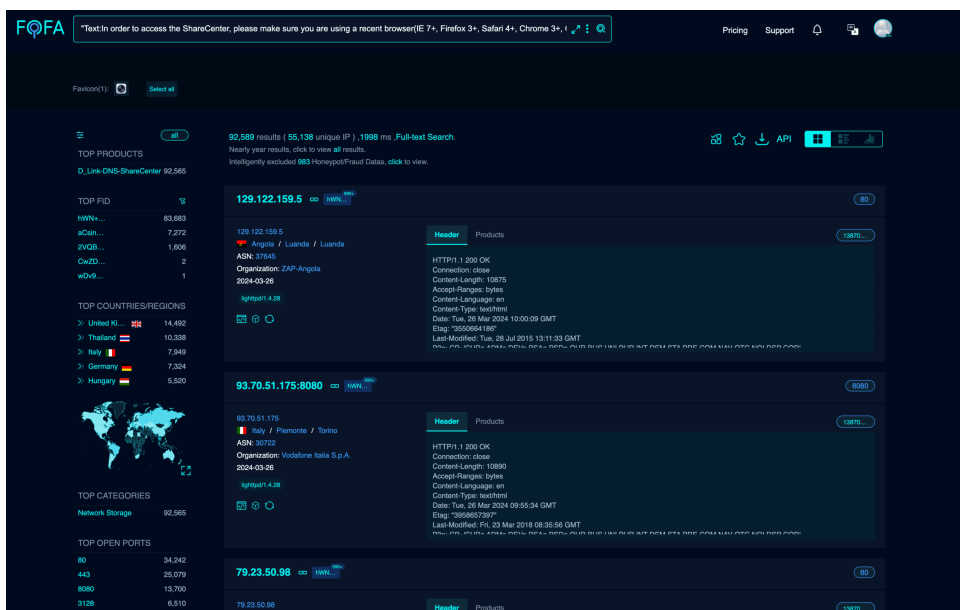 FOFA
"Text:In order to access the ShareCenter, please make sure you are using a recent browser(IE 7+, Firefox 3+, Safari 4+, Chrome 3+, (
Pricing Support
Favicon(1): Select all
all
TOP PRODUCTS
D_Link-DNS-ShareCenter 92,565
TOP FID
hWN+... 83,683
aCsin... 7,272
2VQB... 1,606
CwZD... 2
wDv9... 1
TOP COUNTRIES/REGIONS
United Ki... 14,492
Thailand 10,338
Italy 7,949
Germany 7,324
Hungary 5,520
TOP CATEGORIES
Network Storage 92,565
TOP OPEN PORTS
80 34,242
443 25,079
8080 13,700
3128 6,510
92,589 results ( 55,138 unique IP ) ,1998 ms ,Full-text Search.
Nearly year results, click to view all results.
Intelligently excluded 983 Honeypot/Fraud Datas, click to view.
API
129.122.159.5 hWN... 999+ 80
129.122.159.5
Angola / Luanda / Luanda
ASN: 37645
Organization: ZAP-Angola
2024-03-26
lighttpd/1.4.28
Header Products 13870...
HTTP/1.1 200 OK
Connection: close
Content-Length: 10875
Accept-Ranges: bytes
Content-Language: en
Content-Type: text/html
Date: Tue, 26 Mar 2024 10:00:09 GMT
Etag: "3550664186"
Last-Modified: Tue, 28 Jul 2015 13:11:33 GMT
93.70.51.175:8080 hWN... 999+ 8080
93.70.51.175
Italy / Piemonte / Torino
ASN: 30722
Organization: Vodafone Italia S.p.A.
2024-03-26
lighttpd/1.4.28
Header Products 13870...
HTTP/1.1 200 OK
Connection: close
Content-Length: 10890
Accept-Ranges: bytes
Content-Language: en
Content-Type: text/html
Date: Tue, 26 Mar 2024 09:55:34 GMT
Etag: "3958657397"
Last-Modified: Fri, 23 Mar 2018 08:35:56 GMT
79.23.50.98 hWN... 999+ 80
79.23.50.98
Header Products 13870...